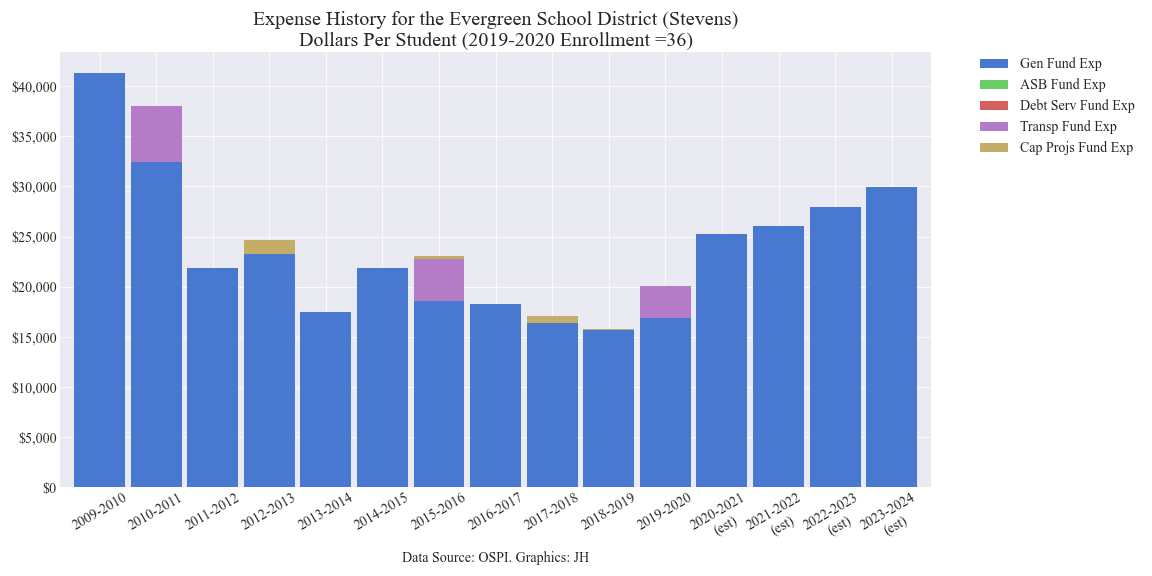 Expense History for the Evergreen School District (Stevens)
Dollars Per Student (2019-2020 Enrollment =36)
$40,000
$35,000
$30,000
$25,000
$20,000
$15,000
$10,000
$5,000
$0
2009-2010
2010-2011
2011-2012
2012-2013
2013-2014
2014-2015
2015-2016
2016-2017
2017-2018
2018-2019
2019-2020
2020-2021
(est)
2021-2022
(est)
2022-2023
(est)
2023-2024
(est)
Gen Fund Exp
ASB Fund Exp
Debt Serv Fund Exp
Transp Fund Exp
Cap Projs Fund Exp
Data Source: OSPI. Graphics: JH